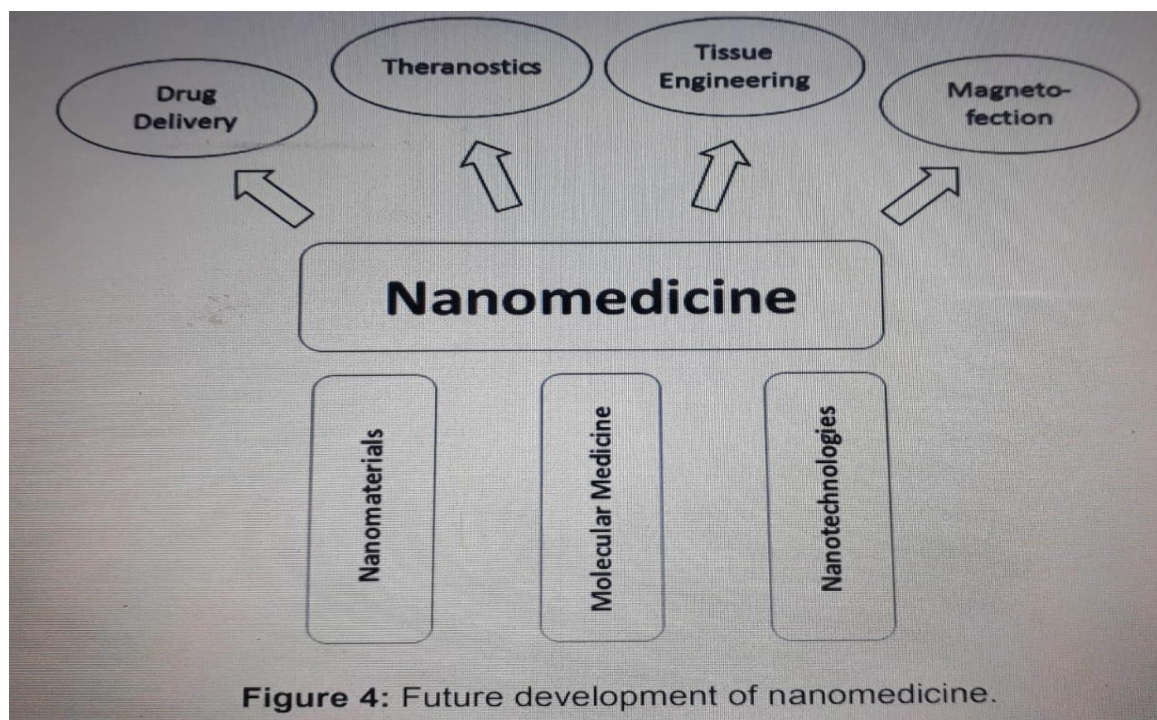 Drug
Delivery
Theranostics
Tissue
Engineering
Magneto-
fection
Nanomedicine
Nanomaterials
Molecular Medicine
Nanotechnologies
Figure 4: Future development of nanomedicine.